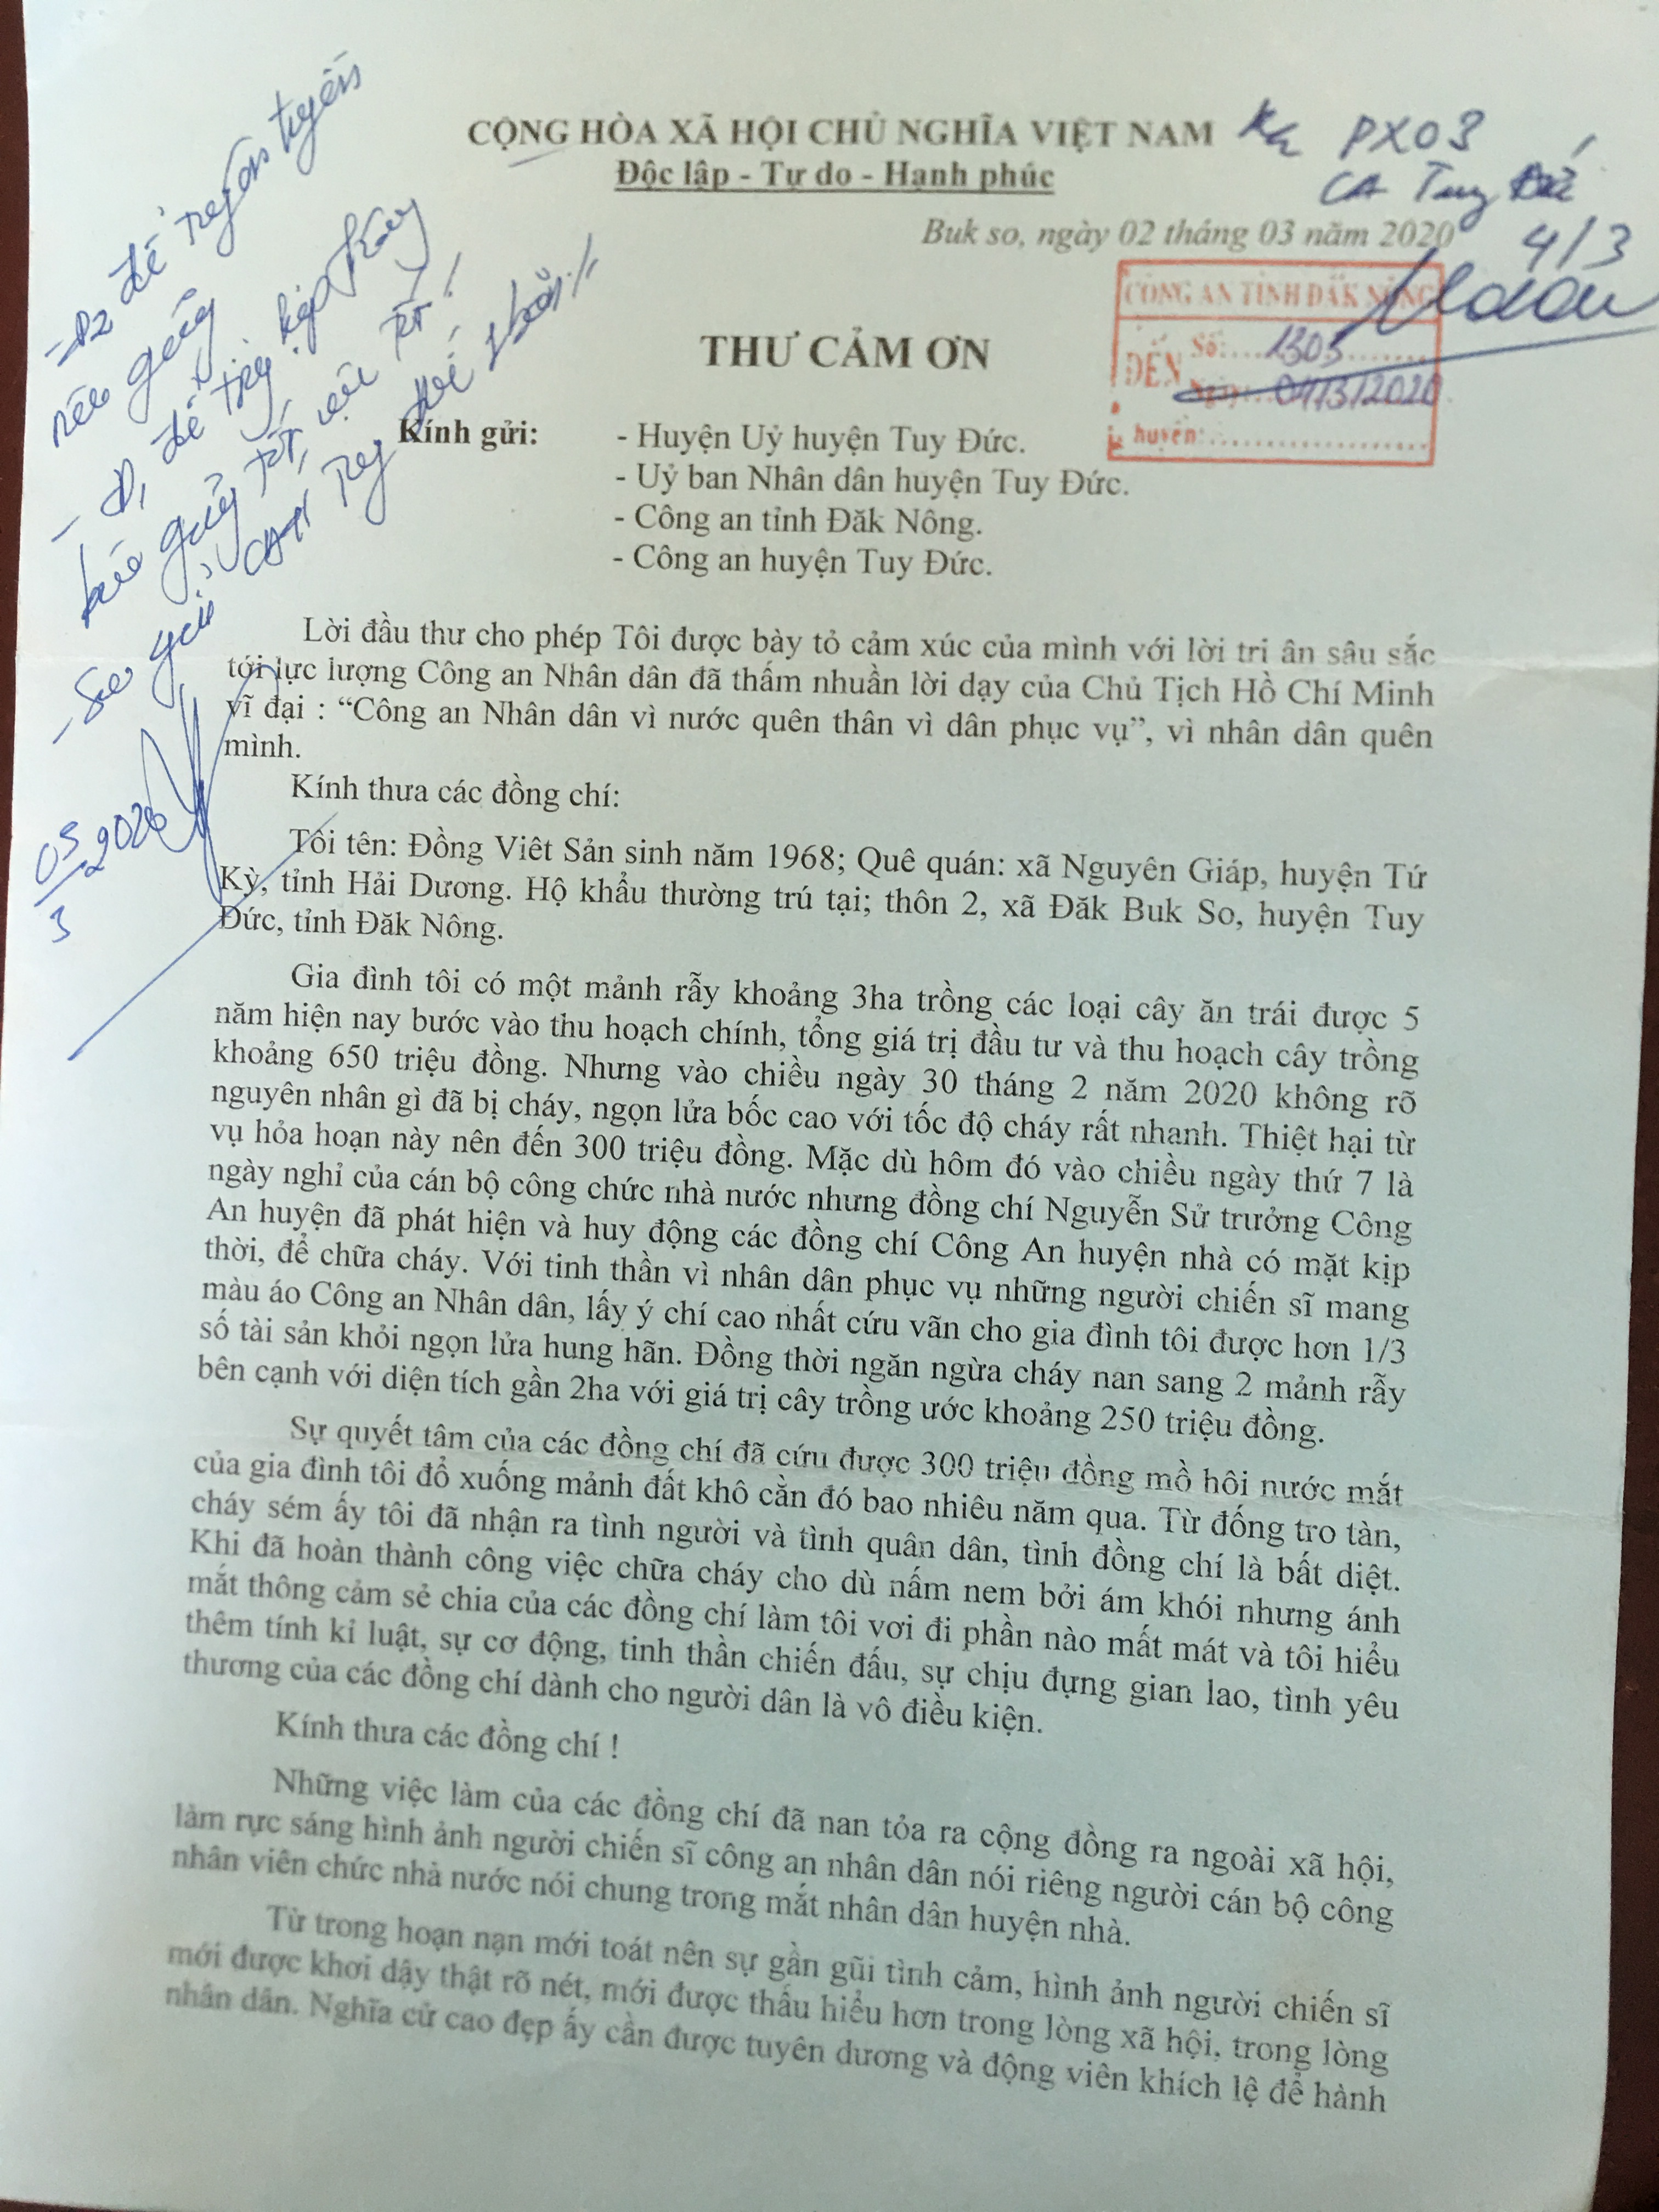 CỘNG HÒA XÃ HỘI CHỦ NGHĨA VIỆT NAM
Độc lập - Tự do - Hạnh phúc
PX03
CA Tuy Đức
4/3
Buk so, ngày 02 tháng 03 năm 2020
CÔNG AN TỈNH ĐĂK NÔNG
ĐẾN
Số: 1303
Ngày: 04/3/2020
huyện:
THƯ CẢM ƠN
Kính gửi:
- Huyện Uỷ huyện Tuy Đức.
- Uỷ ban Nhân dân huyện Tuy Đức.
- Công an tỉnh Đăk Nông.
- Công an huyện Tuy Đức.
Lời đầu thư cho phép Tôi được bày tỏ cảm xúc của mình với lời tri ân sâu sắc
tới lực lượng Công an Nhân dân đã thấm nhuần lời dạy của Chủ Tịch Hồ Chí Minh
vĩ đại : “Công an Nhân dân vì nước quên thân vì dân phục vụ”, vì nhân dân quên
mình.
Kính thưa các đồng chí:
Tôi tên: Đồng Viêt Sản sinh năm 1968; Quê quán: xã Nguyên Giáp, huyện Tứ
Kỳ, tỉnh Hải Dương. Hộ khẩu thường trú tại; thôn 2, xã Đăk Buk So, huyện Tuy
Đức, tỉnh Đăk Nông.
Gia đình tôi có một mảnh rẫy khoảng 3ha trồng các loại cây ăn trái được 5
năm hiện nay bước vào thu hoạch chính, tổng giá trị đầu tư và thu hoạch cây trồng
khoảng 650 triệu đồng. Nhưng vào chiều ngày 30 tháng 2 năm 2020 không rõ
nguyên nhân gì đã bị cháy, ngọn lửa bốc cao với tốc độ cháy rất nhanh. Thiệt hại từ
vụ hỏa hoạn này nên đến 300 triệu đồng. Mặc dù hôm đó vào chiều ngày thứ 7 là
ngày nghỉ của cán bộ công chức nhà nước nhưng đồng chí Nguyễn Sử trưởng Công
An huyện đã phát hiện và huy động các đồng chí Công An huyện nhà có mặt kịp
thời, để chữa cháy. Với tinh thần vì nhân dân phục vụ những người chiến sĩ mang
màu áo Công an Nhân dân, lấy ý chí cao nhất cứu vãn cho gia đình tôi được hơn 1/3
số tài sản khỏi ngọn lửa hung hãn. Đồng thời ngăn ngừa cháy nan sang 2 mảnh rẫy
bên cạnh với diện tích gần 2ha với giá trị cây trồng ước khoảng 250 triệu đồng.
Sự quyết tâm của các đồng chí đã cứu được 300 triệu đồng mồ hôi nước mắt
của gia đình tôi đổ xuống mảnh đất khô cằn đó bao nhiêu năm qua. Từ đống tro tàn,
cháy sém ấy tôi đã nhận ra tình người và tình quân dân, tình đồng chí là bất diệt.
Khi đã hoàn thành công việc chữa cháy cho dù nấm nem bởi ám khói nhưng ánh
mắt thông cảm sẻ chia của các đồng chí làm tôi vơi đi phần nào mất mát và tôi hiểu
thêm tính kỉ luật, sự cơ động, tinh thần chiến đấu, sự chịu đựng gian lao, tình yêu
thương của các đồng chí dành cho người dân là vô điều kiện.
Kính thưa các đồng chí !
Những việc làm của các đồng chí đã nan tỏa ra cộng đồng ra ngoài xã hội,
làm rực sáng hình ảnh người chiến sĩ công an nhân dân nói riêng người cán bộ công
nhân viên chức nhà nước nói chung trong mắt nhân dân huyện nhà.
Từ trong hoạn nạn mới toát nên sự gần gũi tình cảm, hình ảnh người chiến sĩ
mới được khơi dậy thật rõ nét, mới được thấu hiểu hơn trong lòng xã hội, trong lòng
nhân dân. Nghĩa cử cao đẹp ấy cần được tuyên dương và động viên khích lệ để hành